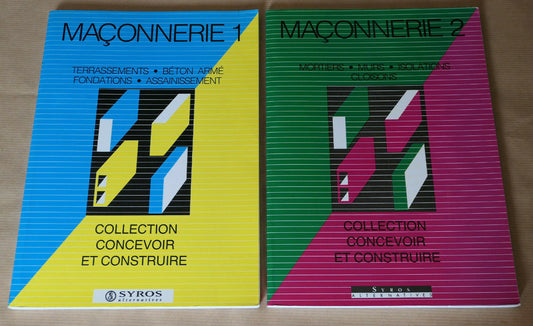 MAÇONNERIE 1
TERRASSEMENTS • BÉTON ARMÉ
FONDATIONS • ASSAINISSEMENT
COLLECTION
CONCEVOIR
ET CONSTRUIRE
SYROS
alternatives
MAÇONNERIE 2
MORTIERS • MURS • ISOLATIONS
CLOISONS
COLLECTION
CONCEVOIR
ET CONSTRUIRE
SYROS
ALTERNATIVES